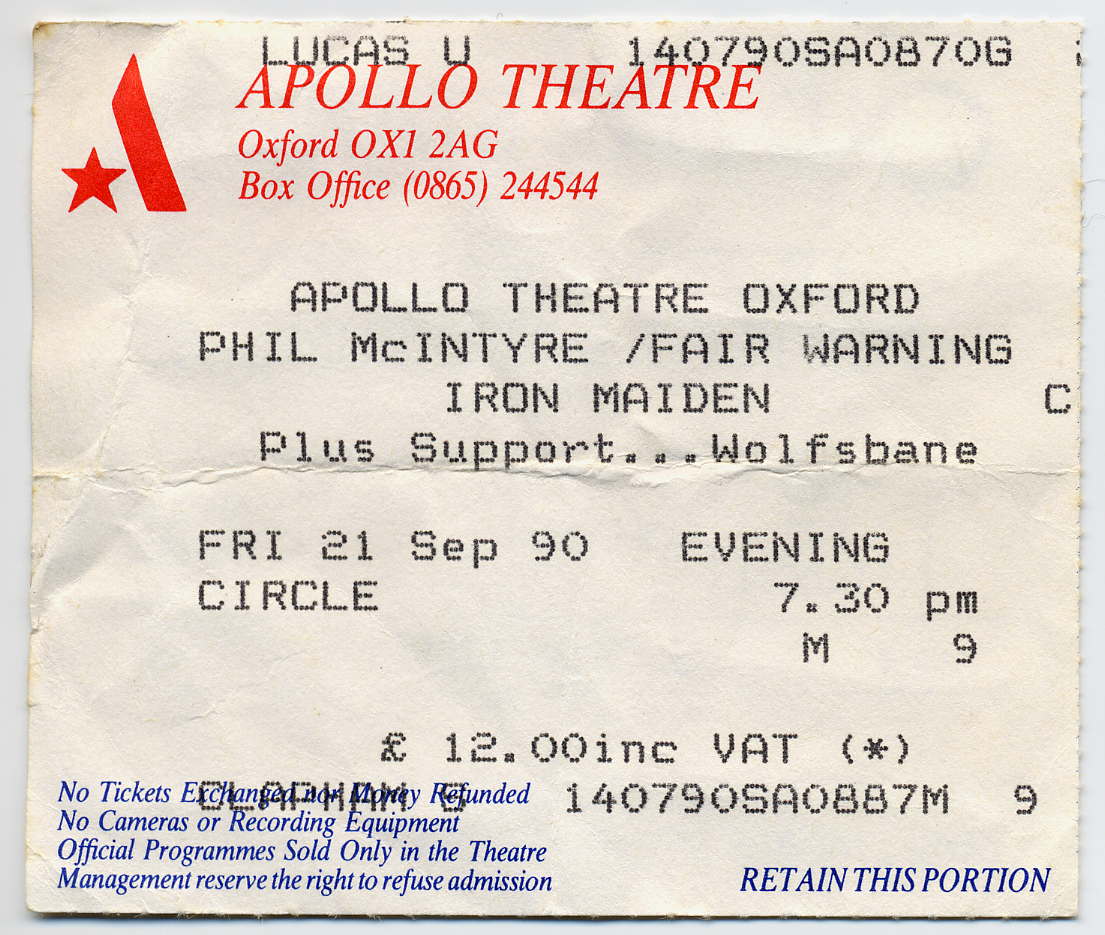 LUCAS U 140790SA0870G
APOLLO THEATRE
Oxford OX1 2AG
Box Office (0865) 244544
APOLLO THEATRE OXFORD
PHIL McINTYRE /FAIR WARNING
IRON MAIDEN C
Plus Support...Wolfsbane
FRI 21 Sep 90 EVENING
CIRCLE 7.30 pm
M 9
£ 12.00inc VAT (*)
140790SA0887M 9
No Tickets Exchanged nor Money Refunded
No Cameras or Recording Equipment
Official Programmes Sold Only in the Theatre
Management reserve the right to refuse admission
RETAIN THIS PORTION